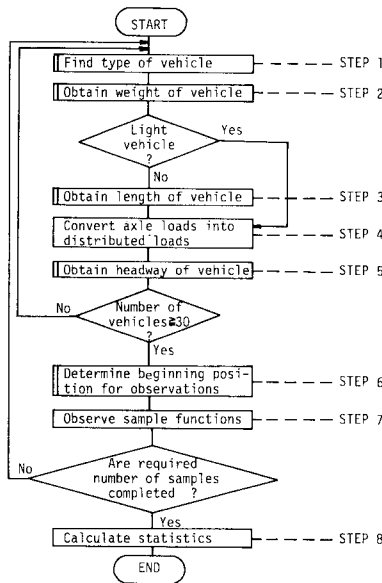 START
Find type of vehicle
STEP 1
Obtain weight of vehicle
STEP 2
Light
vehicle
?
Yes
No
Obtain length of vehicle
STEP 3
Convert axle loads into
distributed loads
STEP 4
Obtain headway of vehicle
STEP 5
No
Number of
vehicles≧30
?
Yes
Determine beginning posi-
tion for observations
STEP 6
Observe sample functions
STEP 7
No
Are required
number of samples
completed ?
Yes
Calculate statistics
STEP 8
END